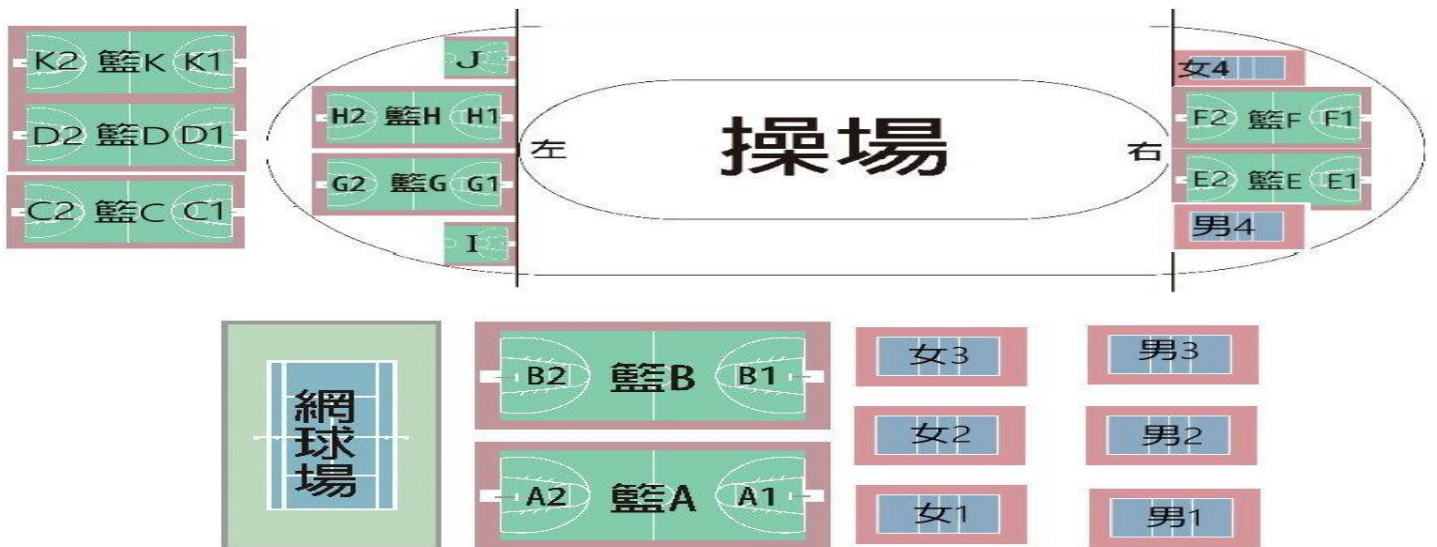 K2 籃K K1
D2 籃D D1
C2 籃C C1
J
H2 籃H H1
G2 籃G G1
I
左
操場
右
女4
F2 籃F F1
E2 籃E E1
男4
網球場
B2 籃B B1
A2 籃A A1
女3
男3
女2
男2
女1
男1